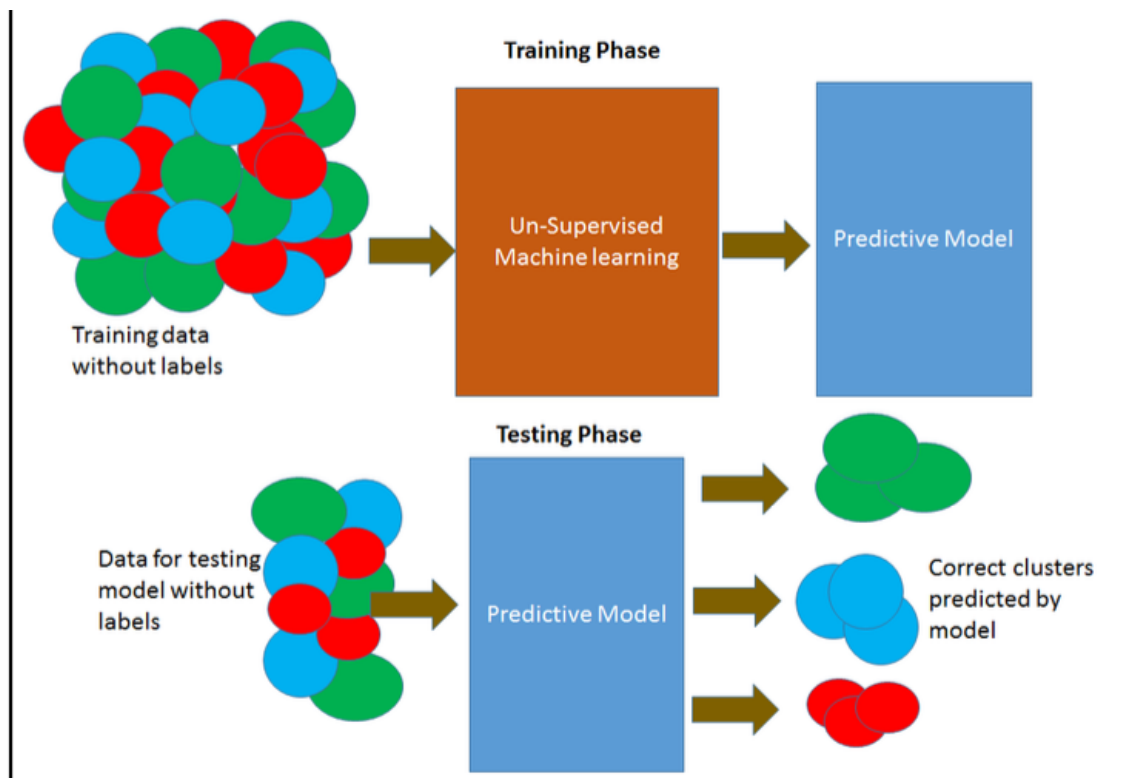 Training Phase
Un-Supervised
Machine learning
Predictive Model
Training data
without labels
Testing Phase
Data for testing
model without
labels
Predictive Model
Correct clusters
predicted by
model